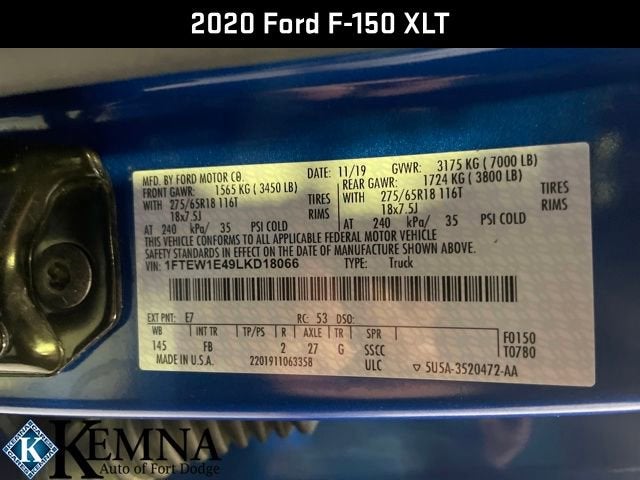 2020 Ford F-150 XLT
MFD. BY FORD MOTOR CO. DATE: 11/19 GVWR: 3175 KG ( 7000 LB)
FRONT GAWR: 1565 KG ( 3450 LB) REAR GAWR: 1724 KG ( 3800 LB)
WITH 275/65R18 116T TIRES WITH 275/65R18 116T TIRES
18x7.5J RIMS 18x7.5J RIMS
AT 240 kPa/ 35 PSI COLD AT 240 kPa/ 35 PSI COLD
THIS VEHICLE CONFORMS TO ALL APPLICABLE FEDERAL MOTOR VEHICLE
SAFETY STANDARDS IN EFFECT ON THE DATE OF MANUFACTURE SHOWN ABOVE.
VIN: 1FTEW1E49LKD18066 TYPE: Truck
EXT PNT: E7 RC: 53 DSO:
WB INT TR TP/PS R AXLE TR SPR F0150
145 FB 2 27 G SSCC T0780
MADE IN U.S.A. 2201911063358 ULC ▽ 5U5A-3520472-AA
K KEMNA
Auto of Fort Dodge